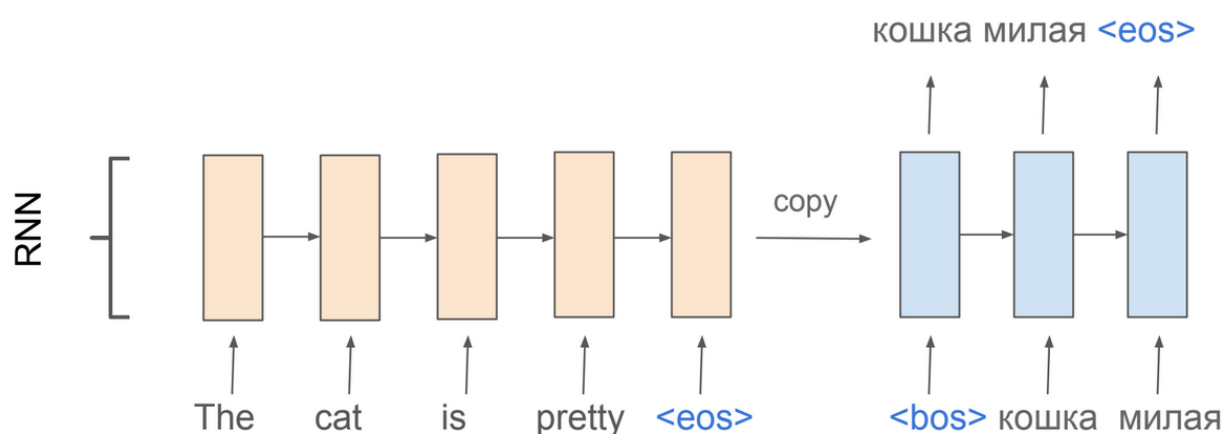 кошка милая <eos>
RNN
copy
The cat is pretty <eos>
<bos> кошка милая